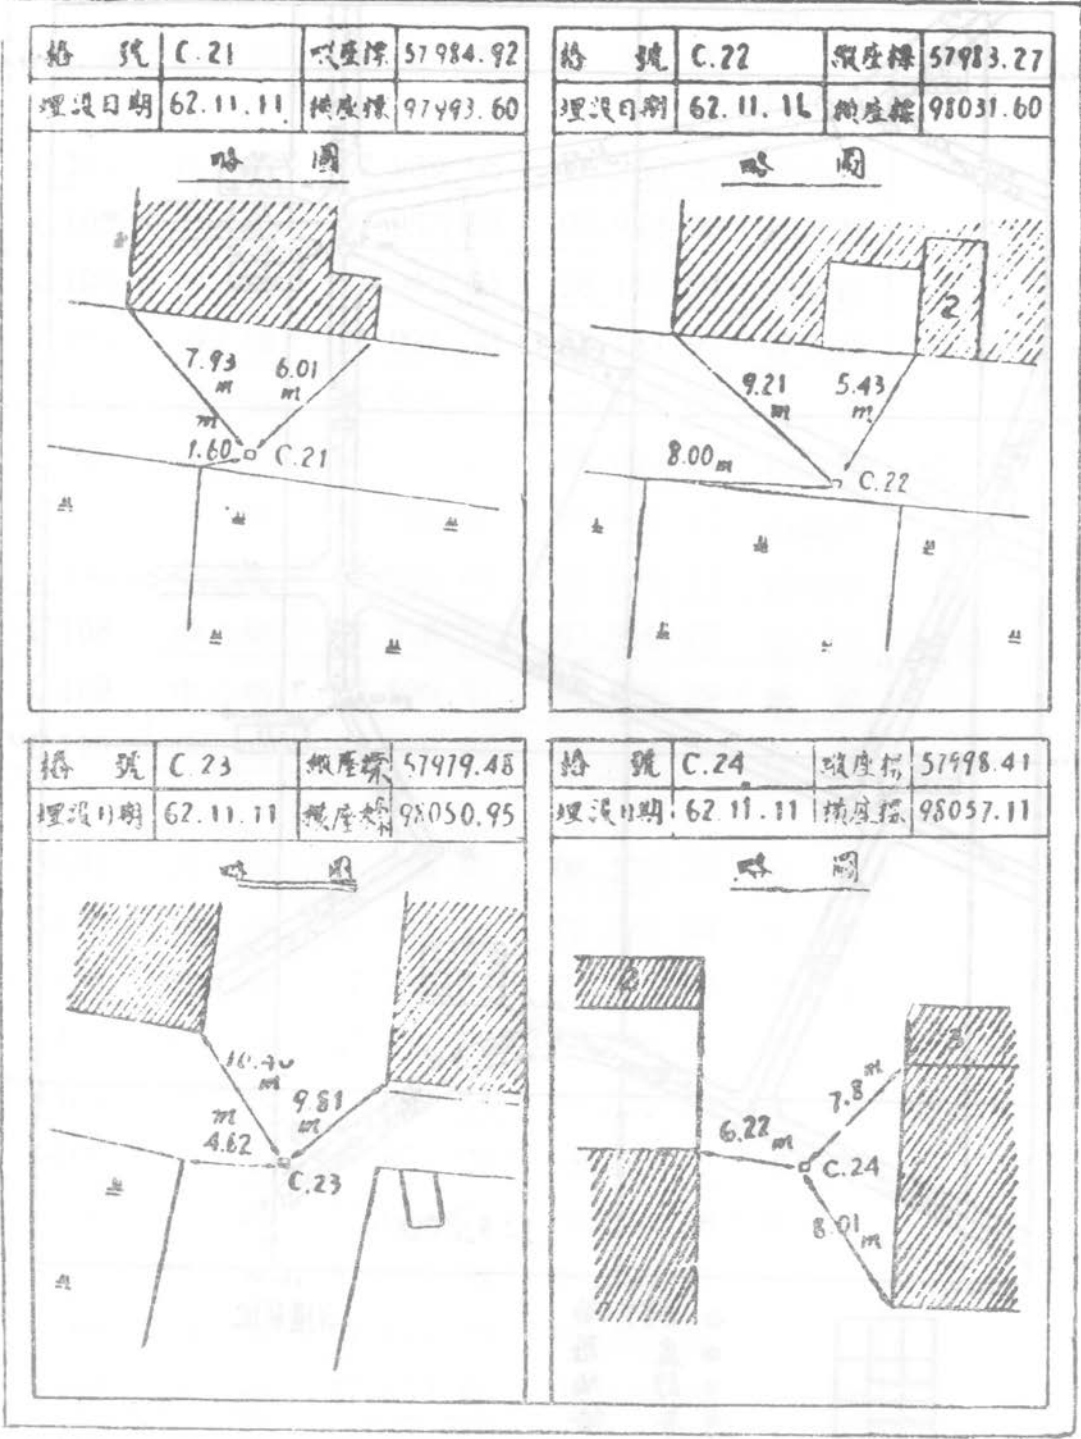 樁 號 C.21 縱座標 57984.92
埋設日期 62.11.11 橫座標 97493.60
略 圖
7.93 m 6.01 m
m
1.60 C.21
樁 號 C.22 縱座標 57983.27
埋設日期 62.11.11 橫座標 98031.60
略 圖
2
9.21 m 5.43 m
8.00 m C.22
樁 號 C.23 縱座標 57979.48
埋設日期 62.11.11 橫座標 98050.95
略 圖
m
9.81 m
m
4.62
C.23
樁 號 C.24 縱座標 57998.41
埋設日期 62.11.11 橫座標 98057.11
略 圖
2
3
7.8 m
6.22 m
C.24
8.01 m